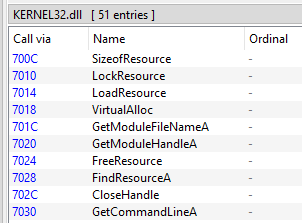 KERNEL32.dll [ 51 entries ]
Call via Name Ordinal
700C SizeofResource -
7010 LockResource -
7014 LoadResource -
7018 VirtualAlloc -
701C GetModuleFileNameA -
7020 GetModuleHandleA -
7024 FreeResource -
7028 FindResourceA -
702C CloseHandle -
7030 GetCommandLineA -